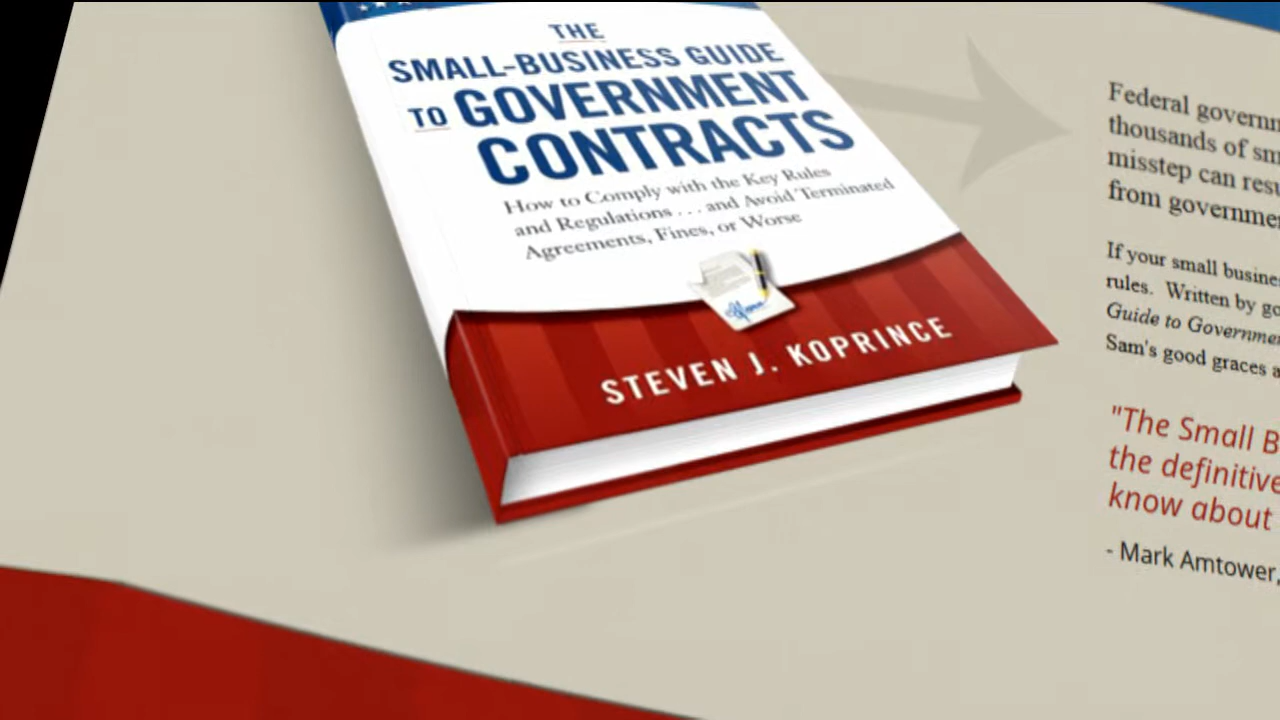 THE
SMALL-BUSINESS GUIDE
TO GOVERNMENT
CONTRACTS
How to Comply with the Key Rules
and Regulations . . . and Avoid Terminated
Agreements, Fines, or Worse
STEVEN J. KOPRINCE
Federal governm
thousands of sm
misstep can resu
from governme
If your small busine
rules. Written by go
Guide to Governme
Sam's good graces a
"The Small B
the definitive
know about
- Mark Amtower,